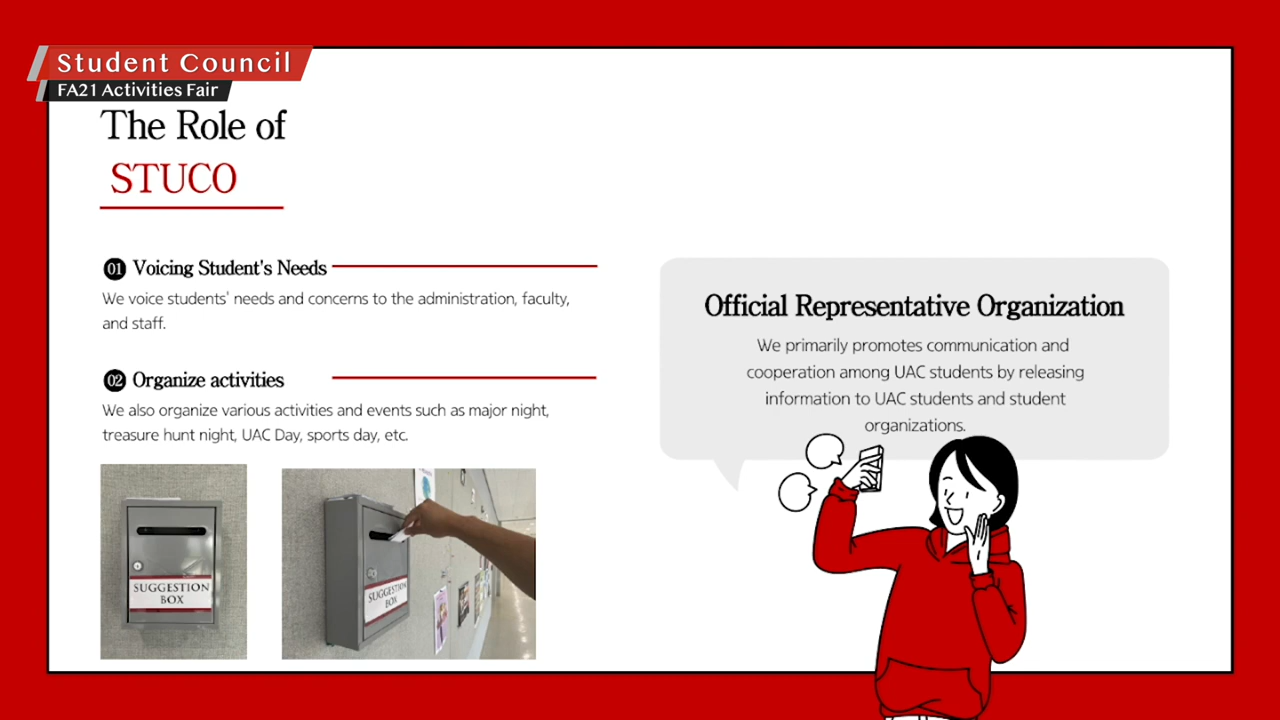 Student Council
FA21 Activities Fair
The Role of
STUCO
01 Voicing Student's Needs
We voice students' needs and concerns to the administration, faculty,
and staff.
02 Organize activities
We also organize various activities and events such as major night,
treasure hunt night, UAC Day, sports day, etc.
SUGGESTION
BOX
SUGGESTION
BOX
Official Representative Organization
We primarily promotes communication and
cooperation among UAC students by releasing
information to UAC students and student
organizations.